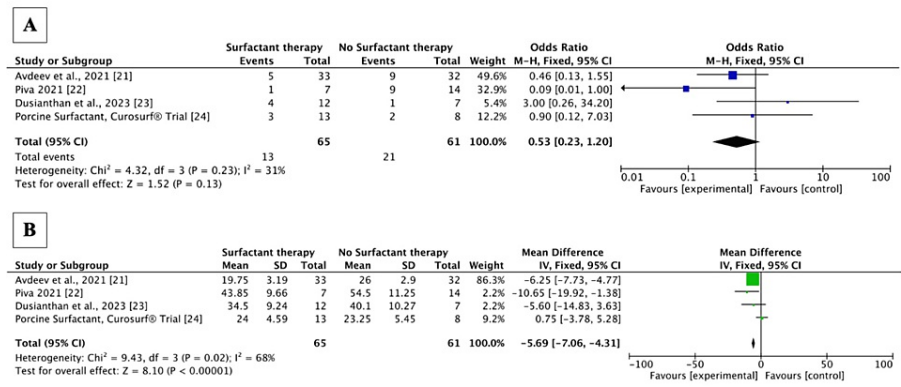 A
Surfactant therapy No Surfactant therapy Odds Ratio Odds Ratio
Study or Subgroup Events Total Events Total Weight M-H, Fixed, 95% CI M-H, Fixed, 95% CI
Avdeev et al., 2021 [21] 5 33 9 32 49.6% 0.46 [0.13, 1.55]
Piva 2021 [22] 1 7 9 14 32.9% 0.09 [0.01, 1.00]
Dusianthan et al., 2023 [23] 4 12 1 7 5.4% 3.00 [0.26, 34.20]
Porcine Surfactant, Curosurf® Trial [24] 3 13 2 8 12.2% 0.90 [0.12, 7.03]
Total (95% CI) 65 61 100.0% 0.53 [0.23, 1.20]
Total events 13 21
Heterogeneity: Chi² = 4.32, df = 3 (P = 0.23); I² = 31%
Test for overall effect: Z = 1.52 (P = 0.13)
0.01 0.1 1 10 100
Favours [experimental] Favours [control]
B
Surfactant therapy No Surfactant therapy Mean Difference Mean Difference
Study or Subgroup Mean SD Total Mean SD Total Weight IV, Fixed, 95% CI IV, Fixed, 95% CI
Avdeev et al., 2021 [21] 19.75 3.19 33 26 2.9 32 86.3% -6.25 [-7.73, -4.77]
Piva 2021 [22] 43.85 9.66 7 54.5 11.25 14 2.2% -10.65 [-19.92, -1.38]
Dusianthan et al., 2023 [23] 34.5 9.24 12 40.1 10.27 7 2.2% -5.60 [-14.83, 3.63]
Porcine Surfactant, Curosurf® Trial [24] 24 4.59 13 23.25 5.45 8 9.2% 0.75 [-3.78, 5.28]
Total (95% CI) 65 61 100.0% -5.69 [-7.06, -4.31]
Heterogeneity: Chi² = 9.43, df = 3 (P = 0.02); I² = 68%
Test for overall effect: Z = 8.10 (P < 0.00001)
-100 -50 0 50 100
Favours [experimental] Favours [control]